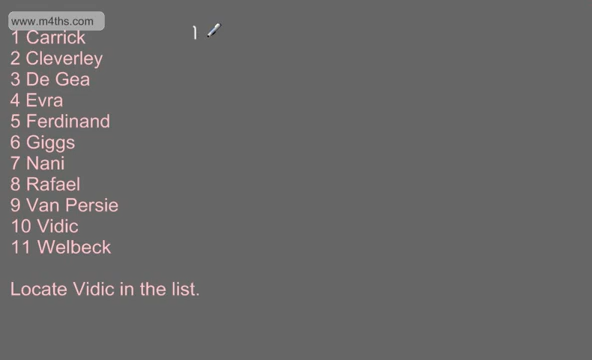 www.m4ths.com
1 Carrick 1
2 Cleverley
3 De Gea
4 Evra
5 Ferdinand
6 Giggs
7 Nani
8 Rafael
9 Van Persie
10 Vidic
11 Welbeck
Locate Vidic in the list.